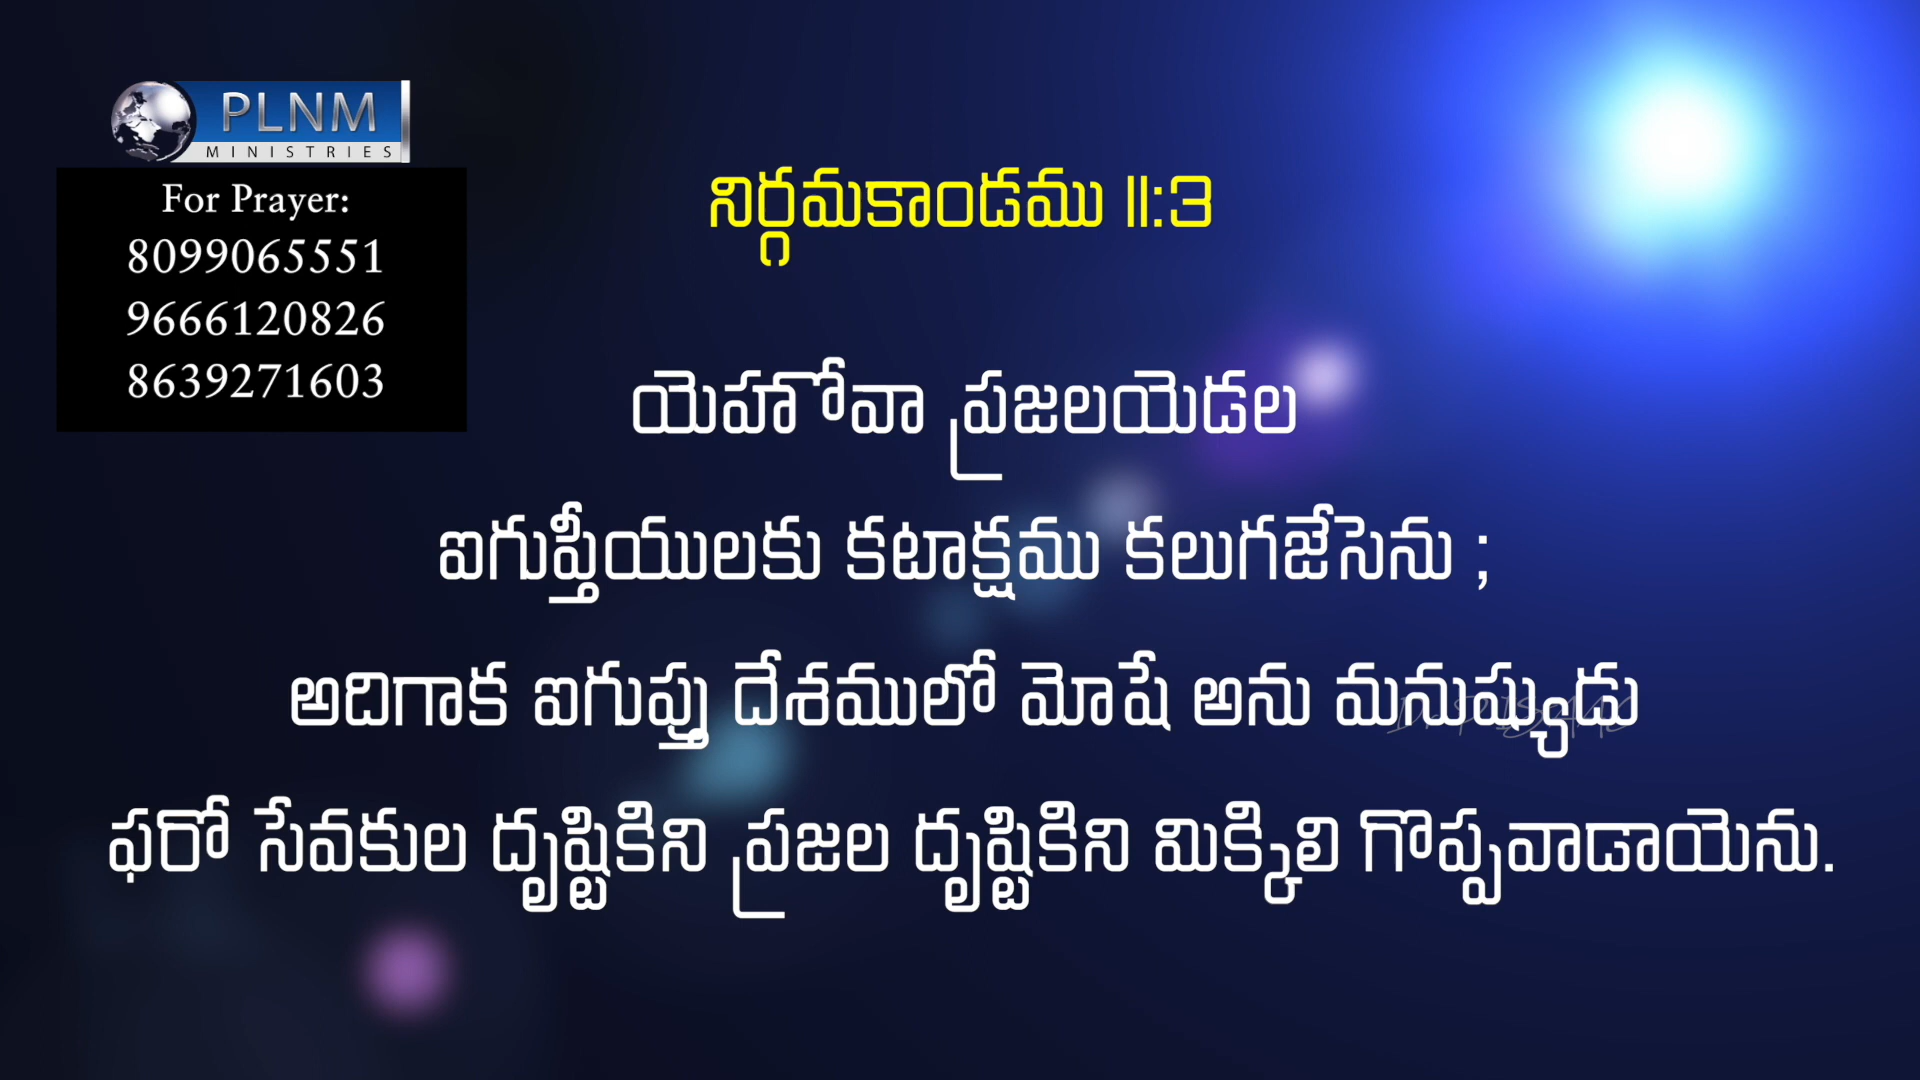 PLNM
MINISTRIES
For Prayer:
8099065551
9666120826
8639271603
నిర్గమకాండము 11:3
యెహోవా ప్రజలయెడల
ఐగుప్తీయులకు కటాక్షము కలుగజేసెను ;
అదిగాక ఐగుప్తు దేశములో మోషే అను మనుష్యుడు
ఫరో సేవకుల దృష్టికిని ప్రజల దృష్టికిని మిక్కిలి గొప్పవాడాయెను.